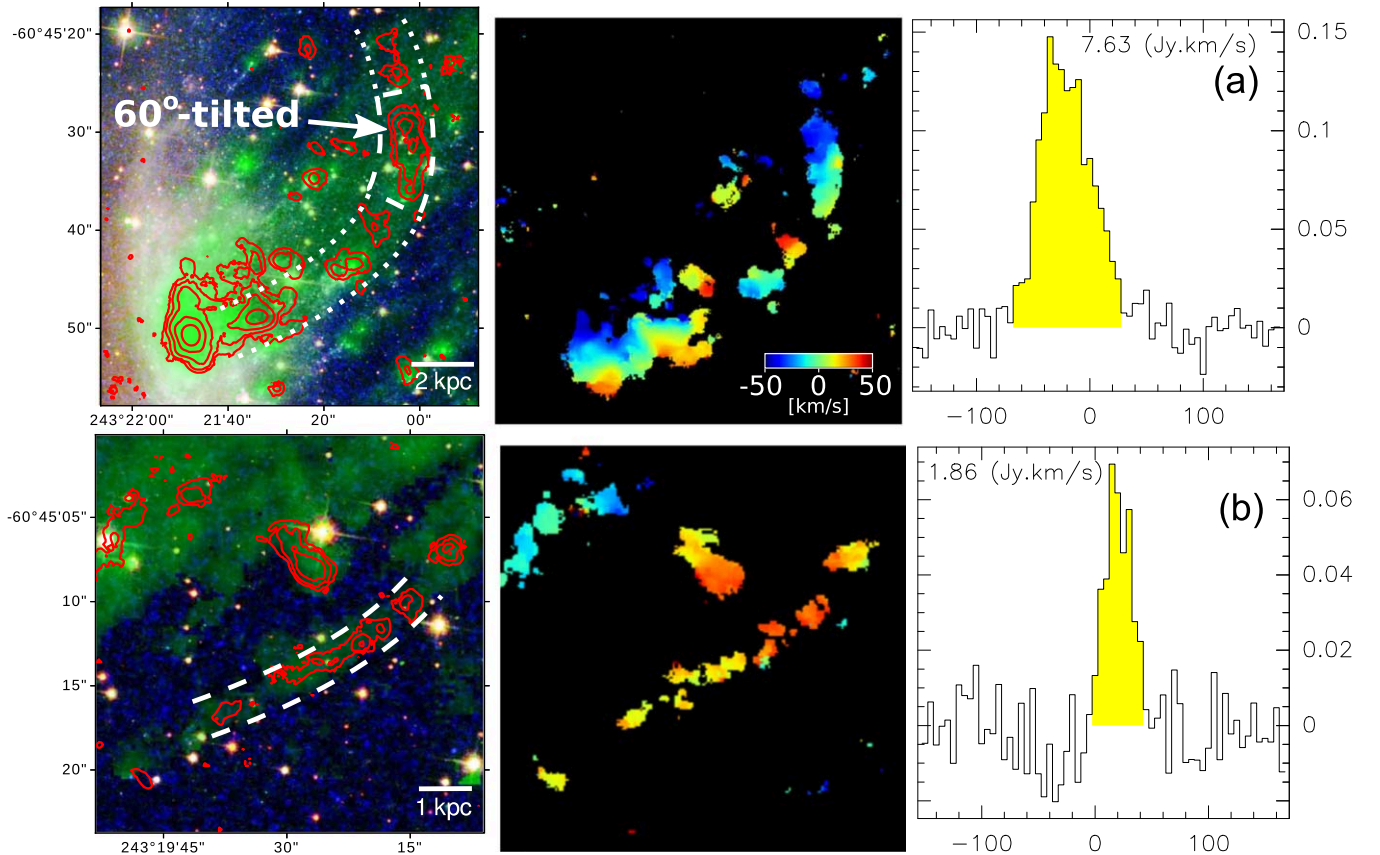 -60°45'20"
30"
40"
50"
60°-tilted
2 kpc
243°22'00" 21'40" 20" 00"
-50 0 50
[km/s]
7.63 (Jy.km/s)
(a)
0.15
0.1
0.05
0
−100 0 100
-60°45'05"
10"
15"
20"
1 kpc
243°19'45" 30" 15"
1.86 (Jy.km/s)
(b)
0.06
0.04
0.02
0
−100 0 100